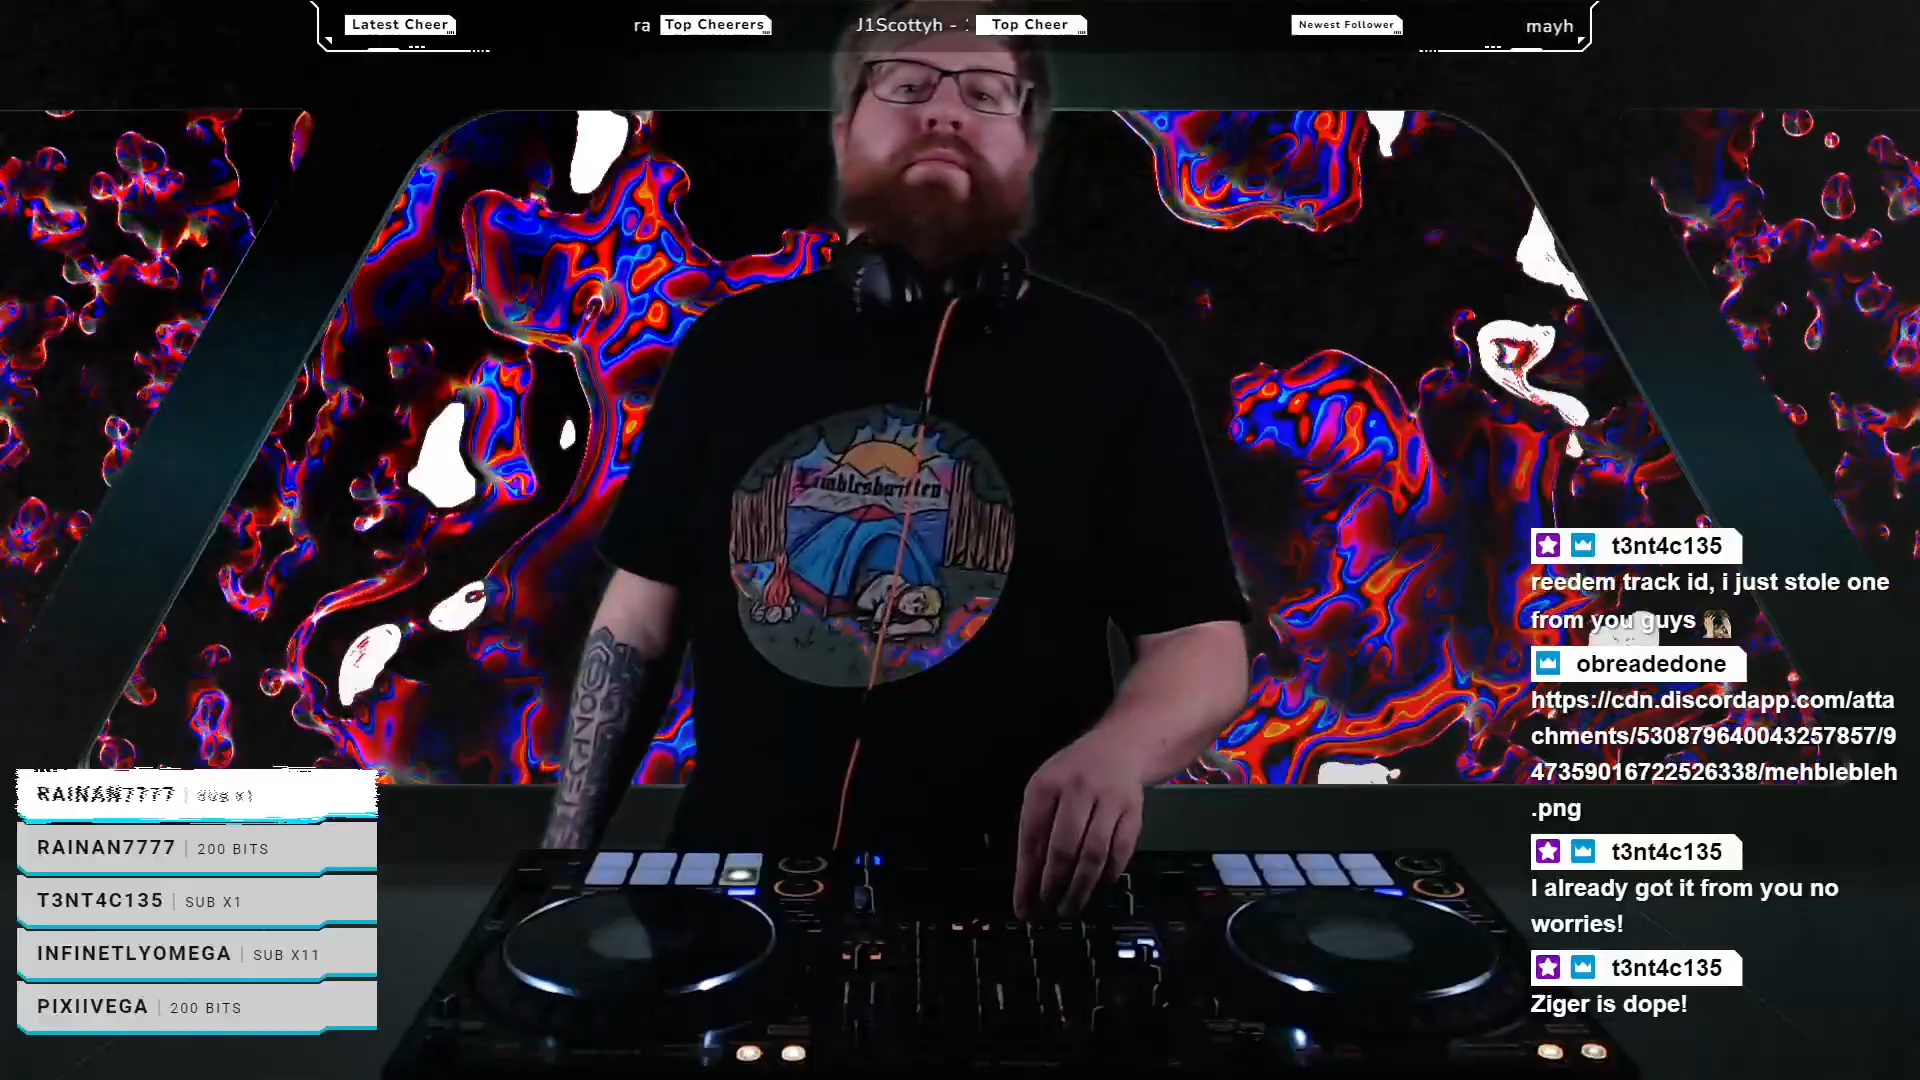 Latest Cheer
ra
Top Cheerers
J1Scottyh -
Top Cheer
Newest Follower
mayh
t3nt4c135
reedem track id, i just stole one
from you guys
obreadedone
https://cdn.discordapp.com/atta
chments/530879640043257857/9
47359016722526338/mehblebleh
.png
t3nt4c135
I already got it from you no
worries!
t3nt4c135
Ziger is dope!
RAINAN7777 | SUB X1
RAINAN7777 | 200 BITS
T3NT4C135 | SUB X1
INFINETLYOMEGA | SUB X11
PIXIIVEGA | 200 BITS